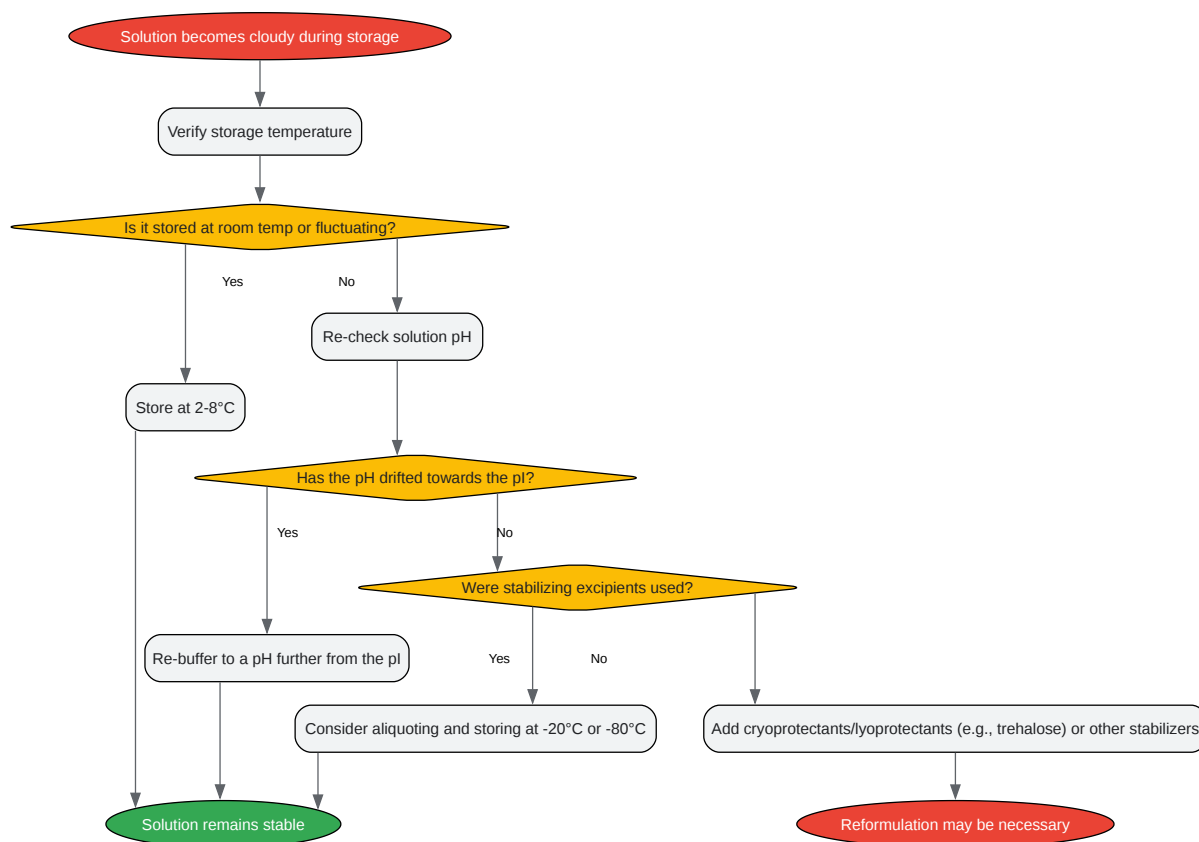 Solution becomes cloudy during storage
Verify storage temperature
Is it stored at room temp or fluctuating?
Yes
No
Re-check solution pH
Store at 2-8°C
Has the pH drifted towards the pI?
Yes
No
Were stabilizing excipients used?
Re-buffer to a pH further from the pI
Yes
No
Consider aliquoting and storing at -20°C or -80°C
Add cryoprotectants/lyoprotectants (e.g., trehalose) or other stabilizers
Solution remains stable
Reformulation may be necessary